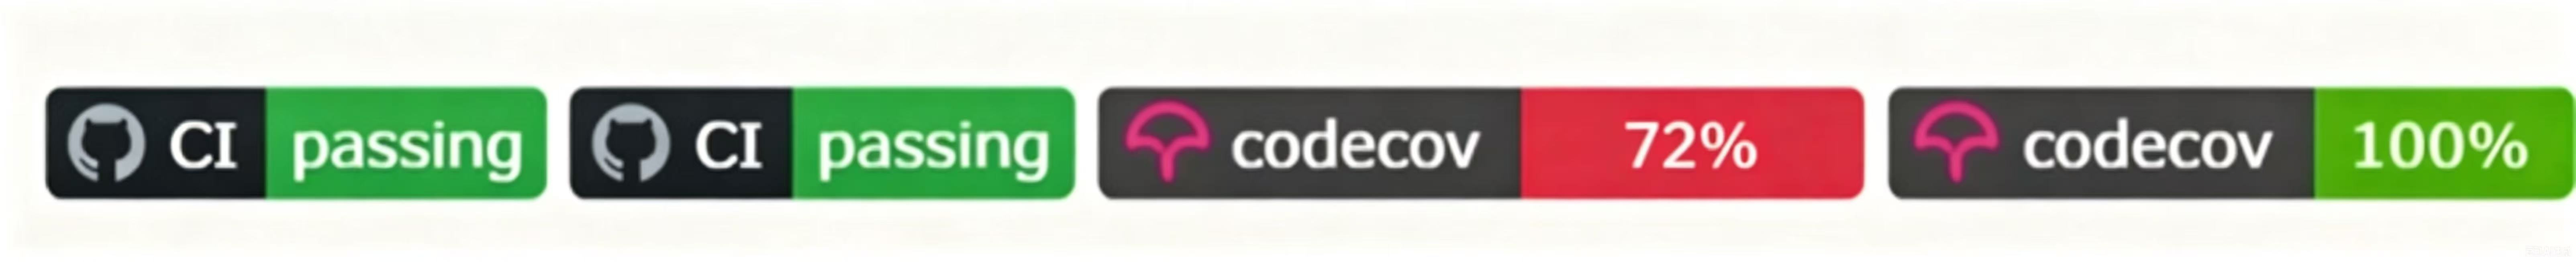 CI passing CI passing codecov 72% codecov 100%